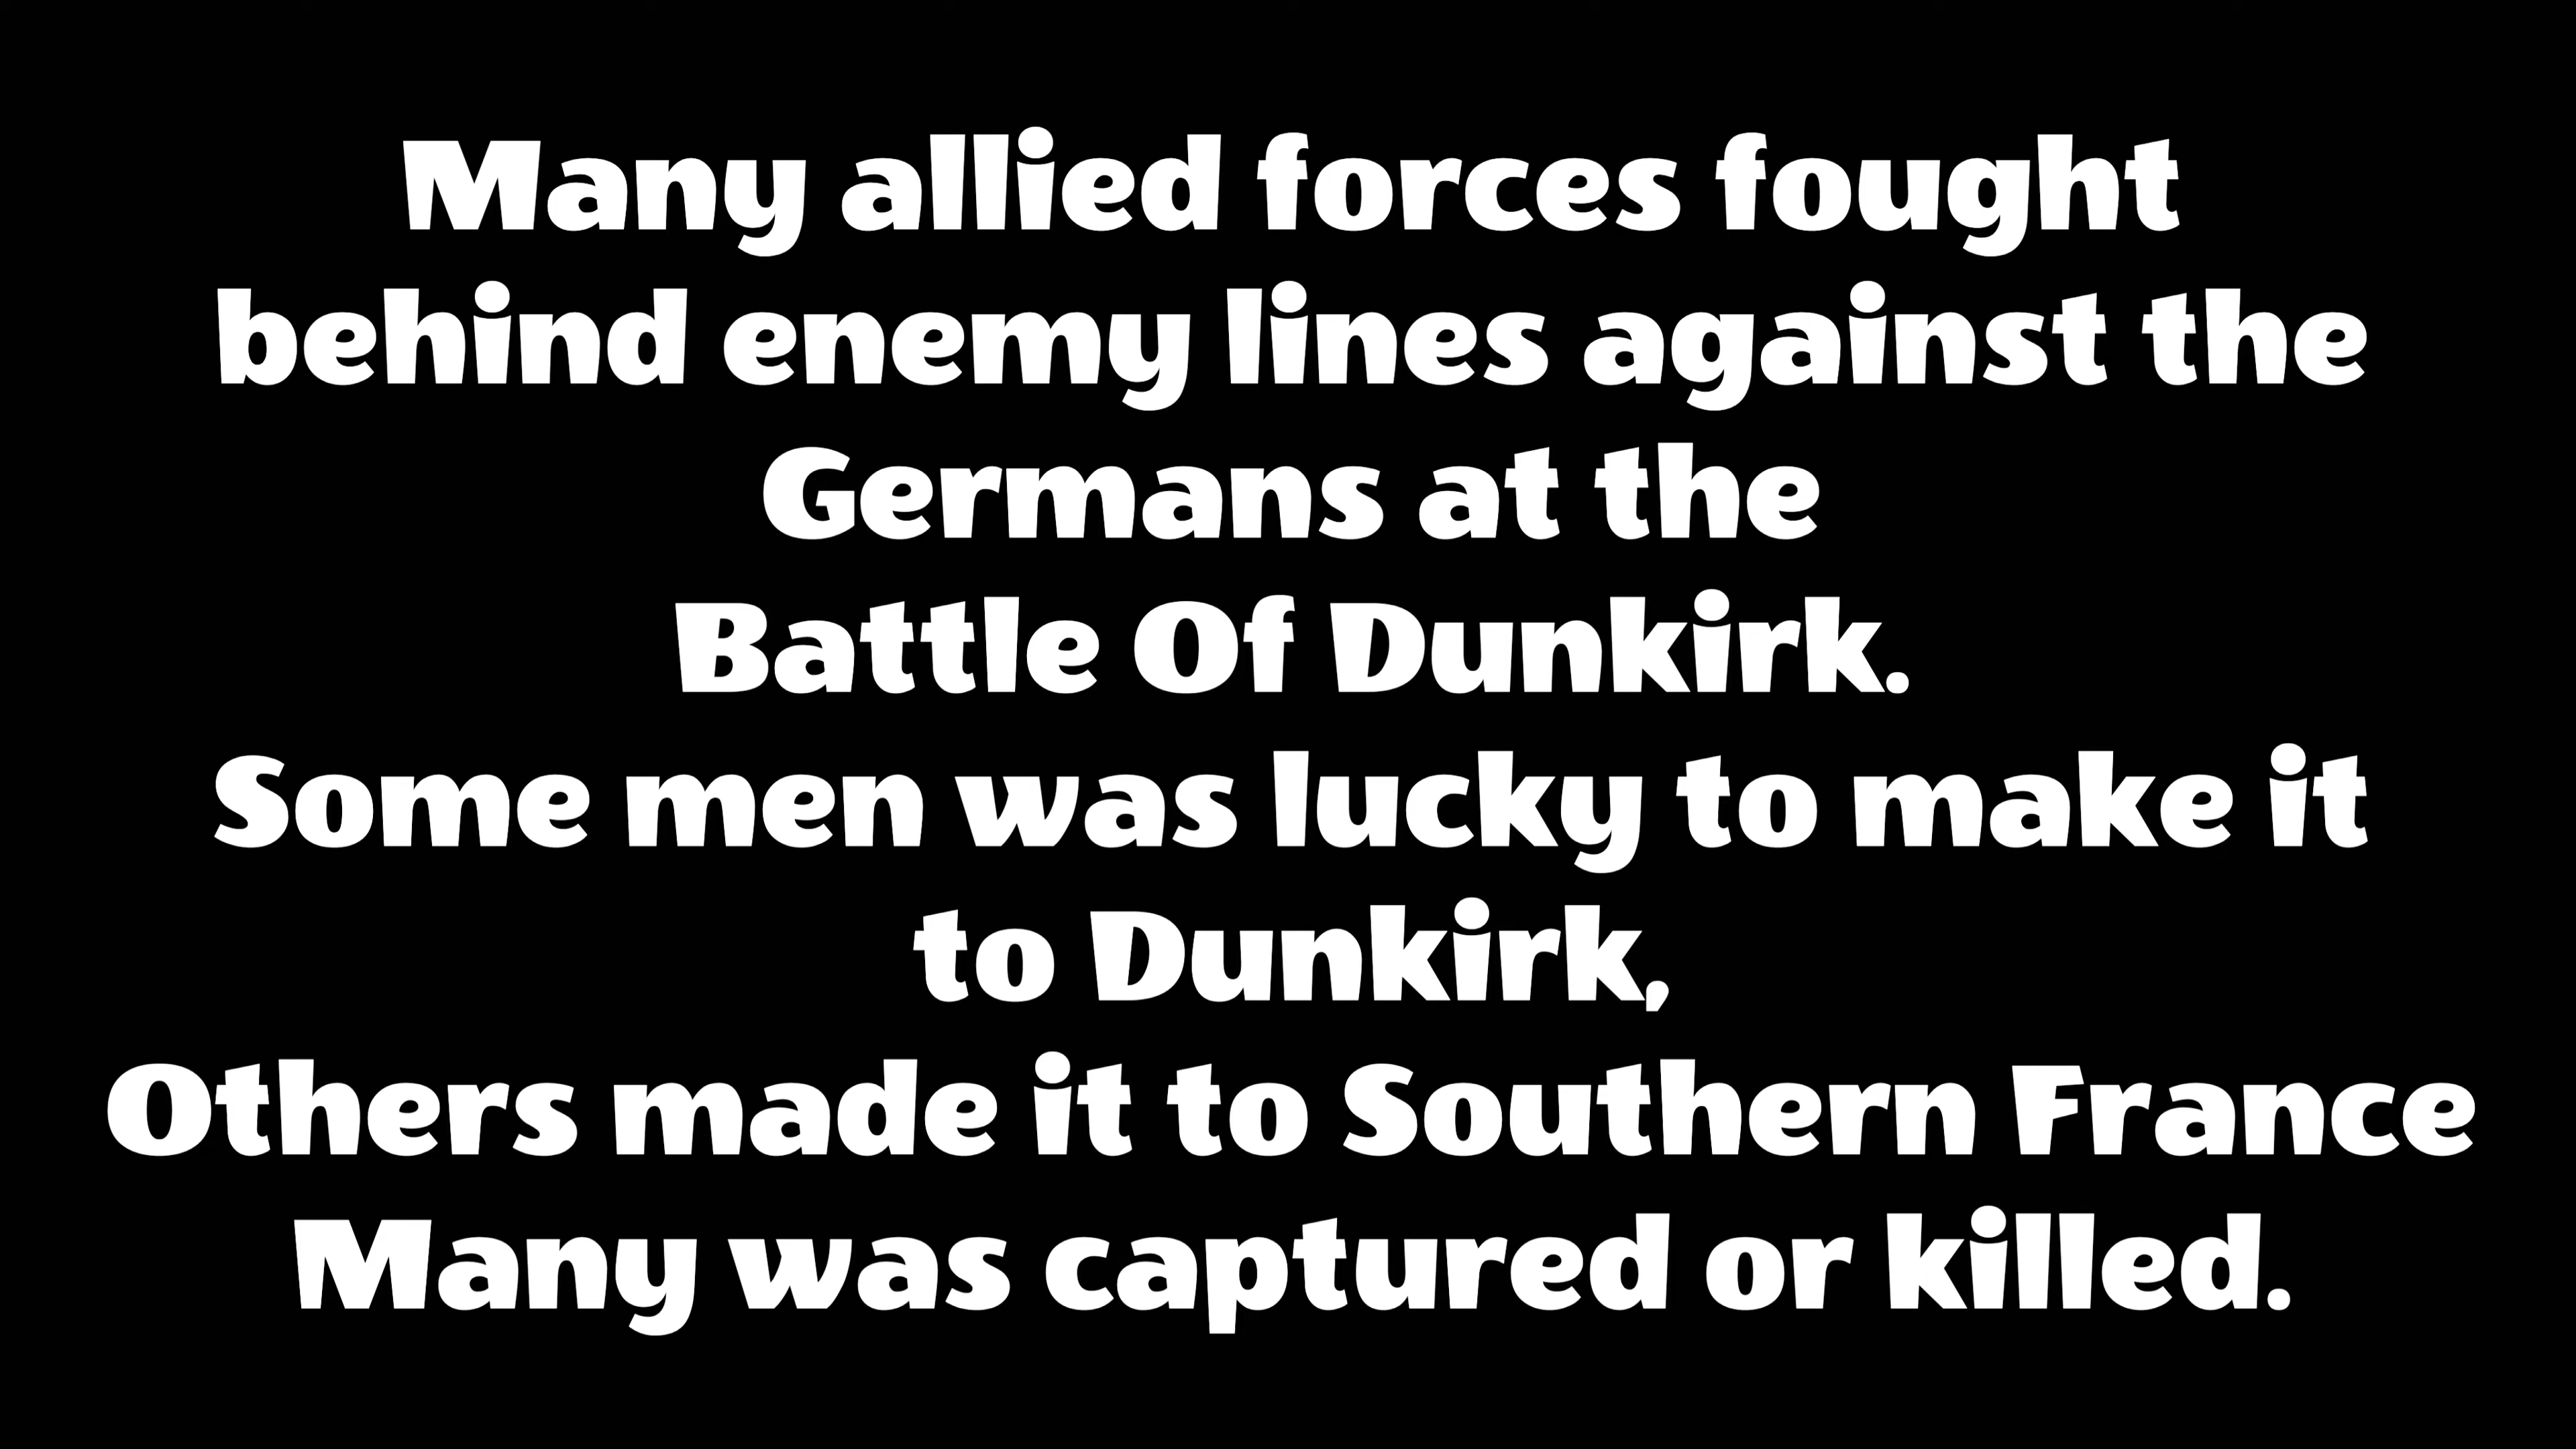 Many allied forces fought
behind enemy lines against the
Germans at the
Battle Of Dunkirk.
Some men was lucky to make it
to Dunkirk,
Others made it to Southern France
Many was captured or killed.